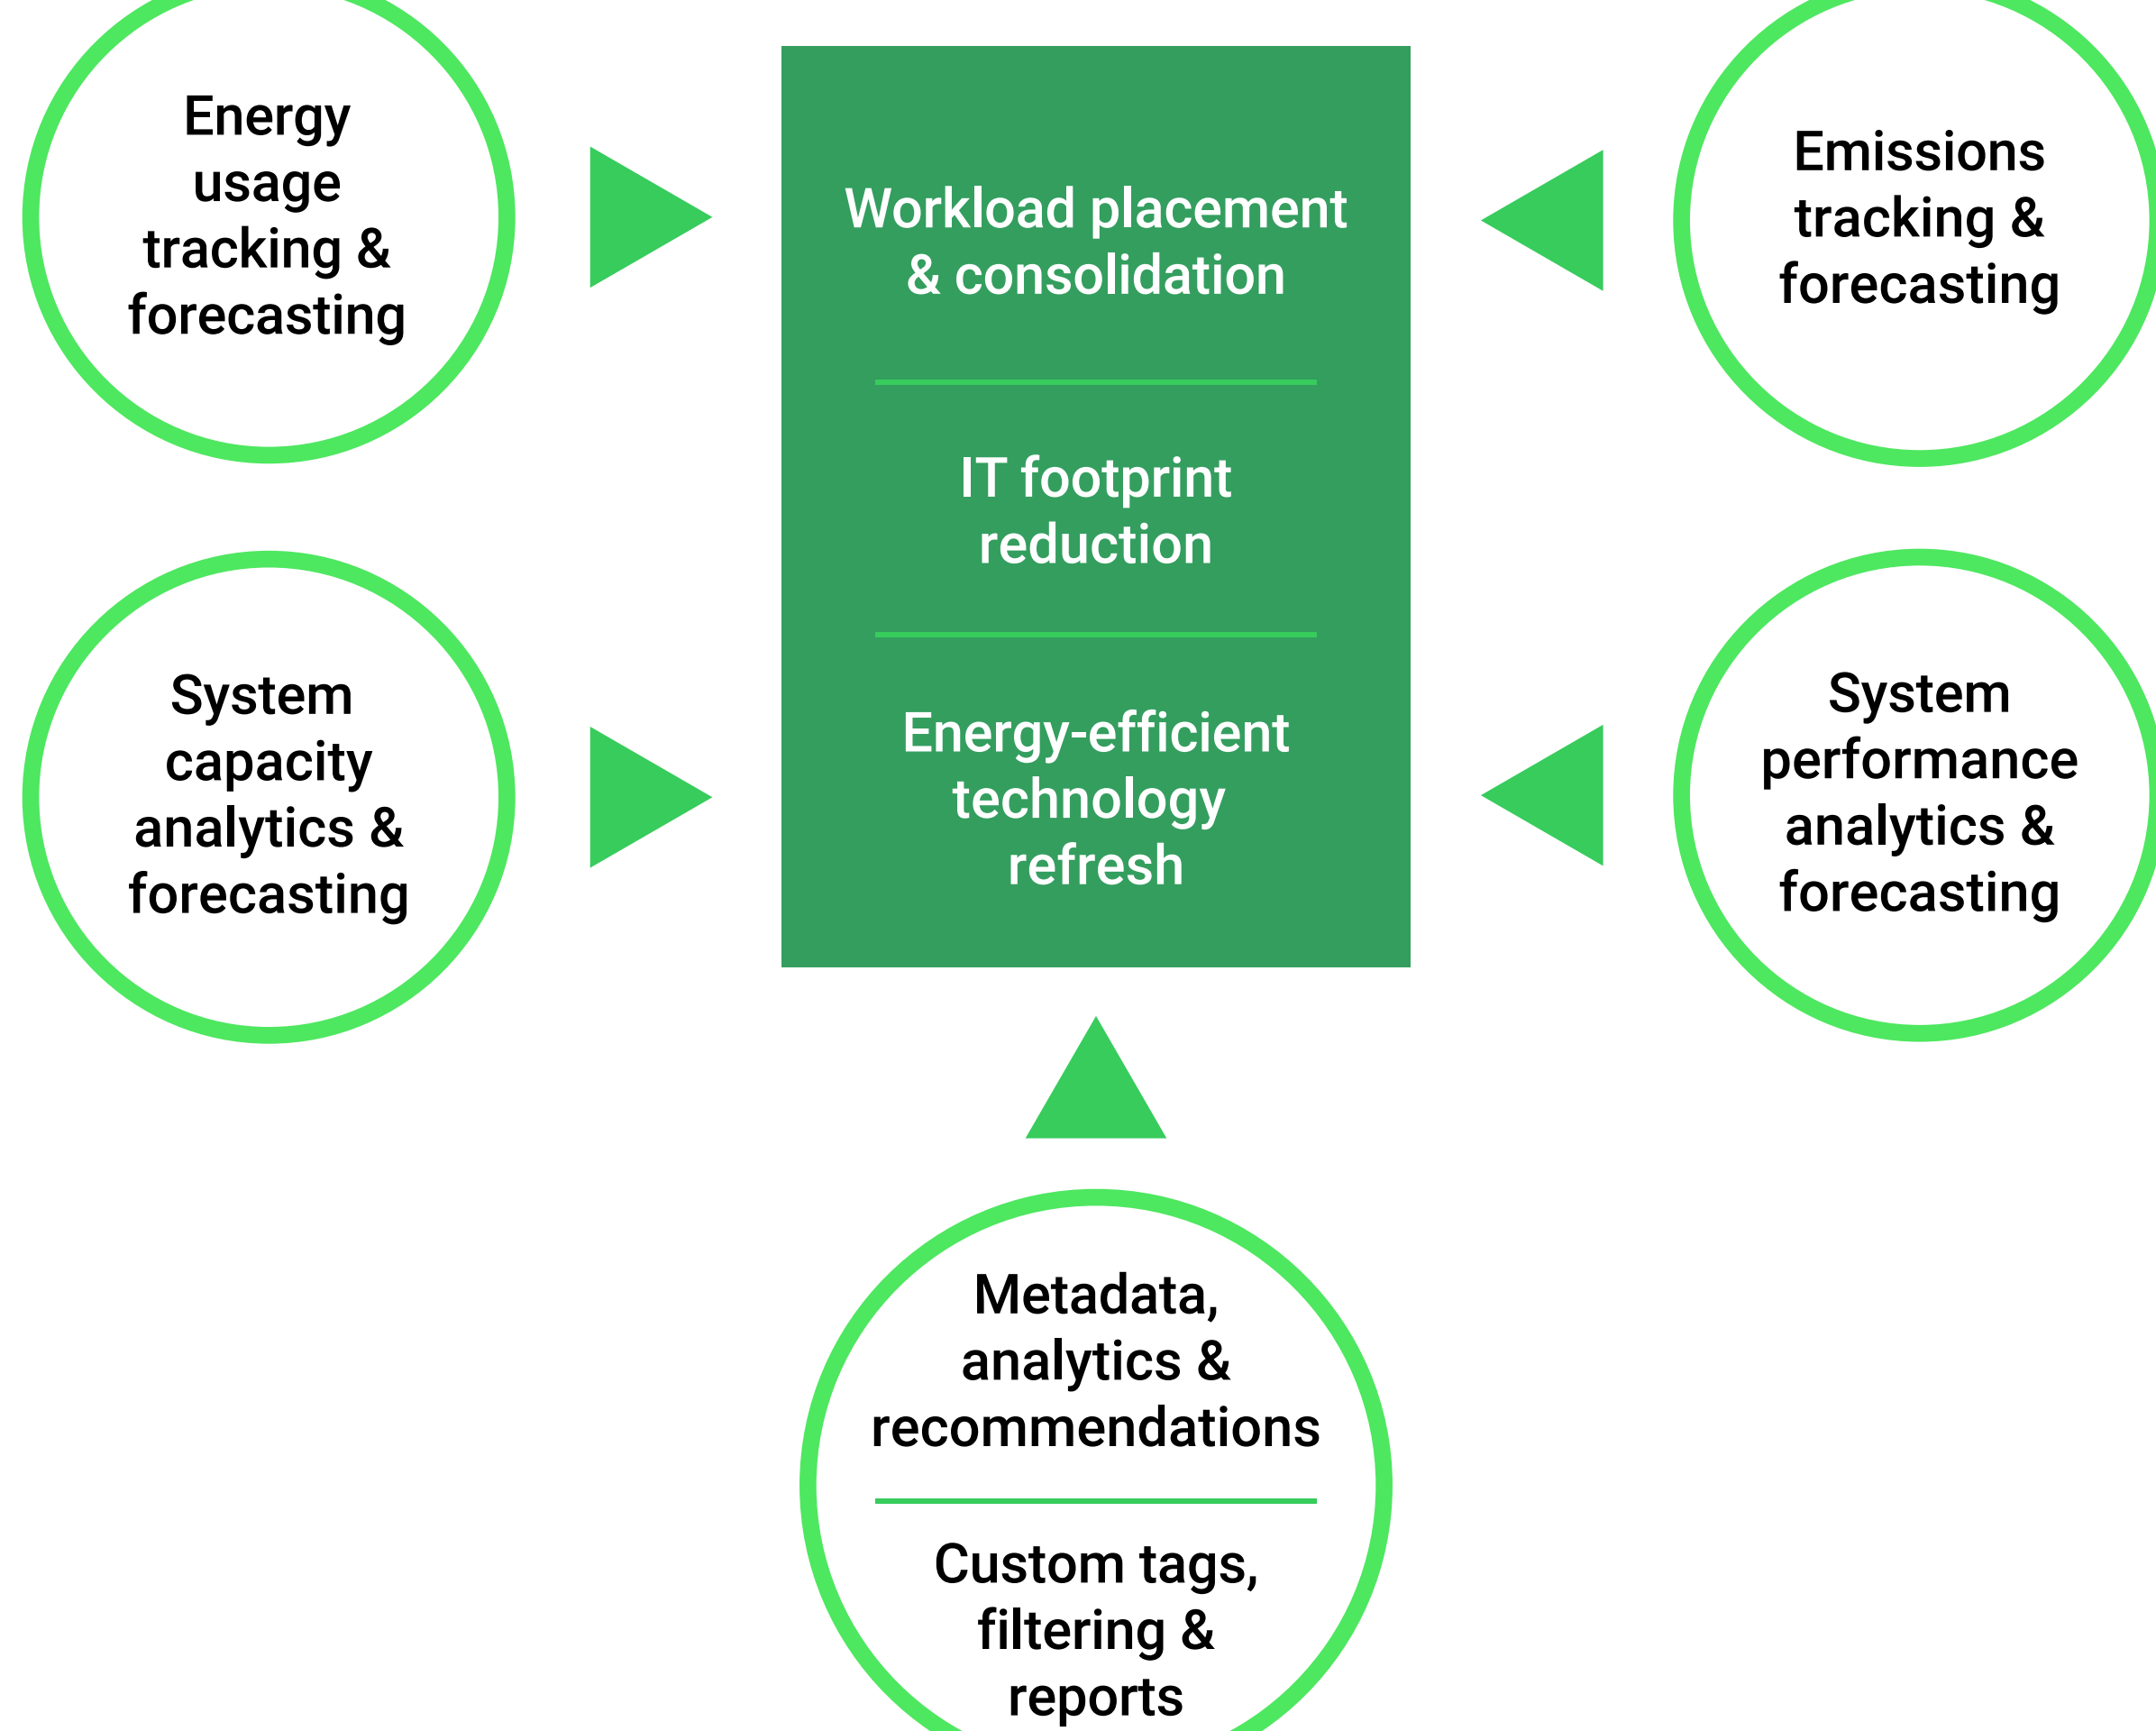 Energy
usage
tracking &
forecasting
Workload placement
& consolidation
Emissions
tracking &
forecasting
IT footprint
reduction
System
capacity
analytics &
forecasting
Energy-efficient
technology
refresh
System
performance
analytics &
forecasting
Metadata,
analytics &
recommendations
Custom tags,
filtering &
reports